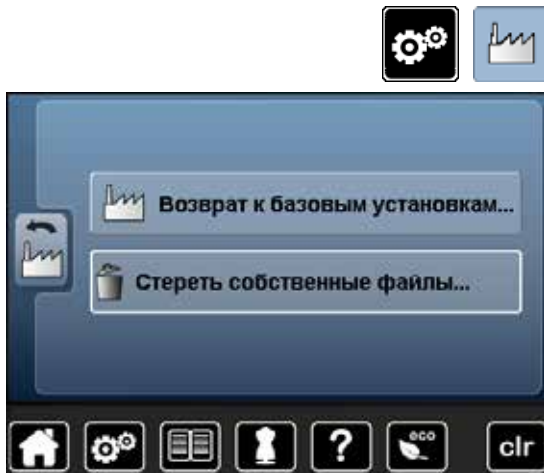 Возврат к базовым установкам...
Стереть собственные файлы...
? eco clr